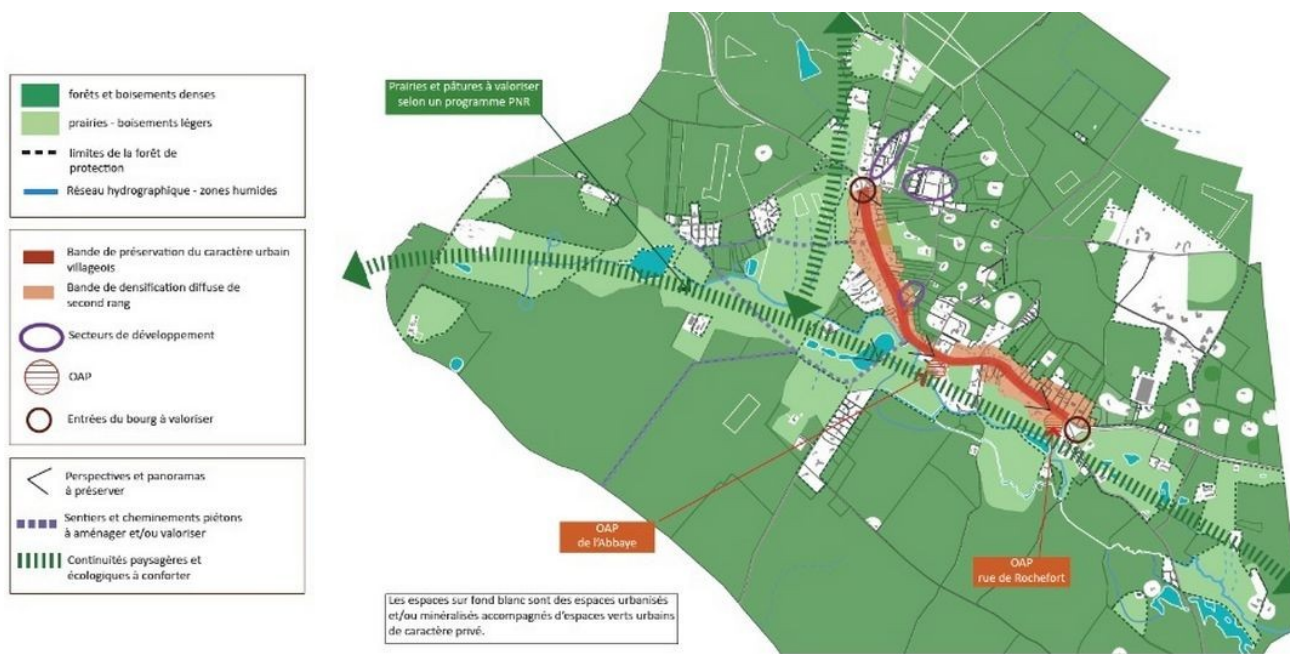 forêts et boisements denses
prairies - boisements légers
limites de la forêt de
protection
Réseau hydrographique - zones humides
Bande de préservation du caractère urbain
villageois
Bande de densification diffuse de
second rang
Secteurs de développement
OAP
Entrées du bourg à valoriser
Perspectives et panoramas
à préserver
Sentiers et cheminements piétons
à aménager et/ou valoriser
Continuités paysagères et
écologiques à conforter
Prairies et pâtures à valoriser
selon un programme PNR
OAP
de l'Abbaye
OAP
rue de Rochefort
Les espaces sur fond blanc sont des espaces urbanisés
et/ou minéralisés accompagnés d'espaces verts urbains
de caractère privé.